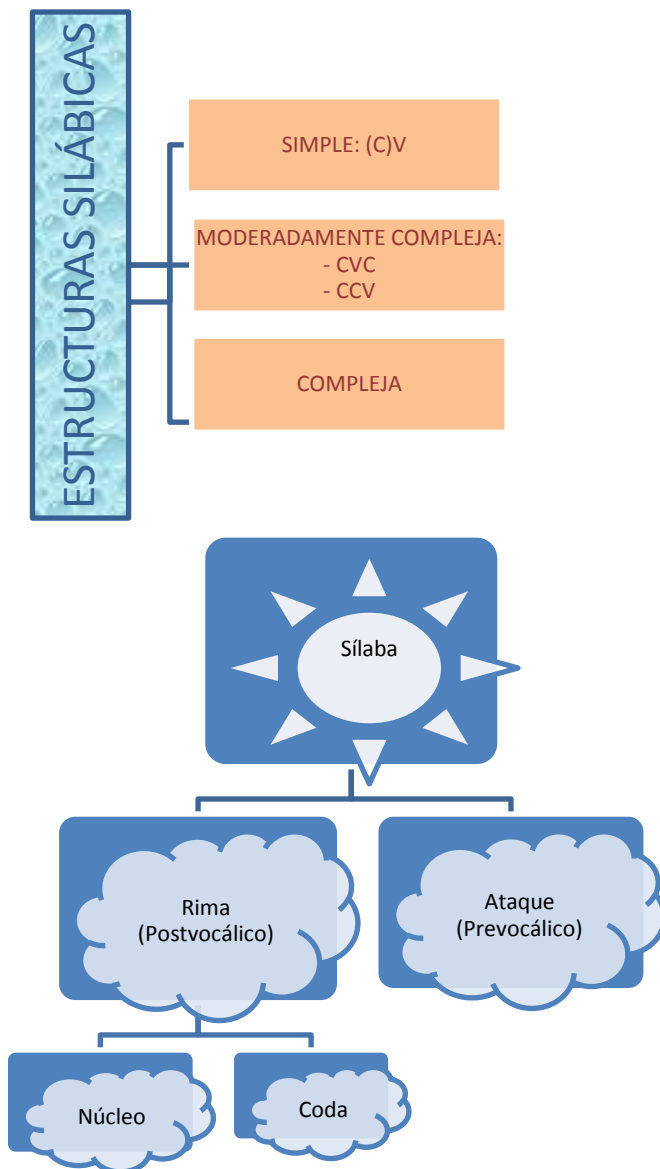 ESTRUCTURAS SILÁBICAS
SIMPLE: (C)V
MODERADAMENTE COMPLEJA:
- CVC
- CCV
COMPLEJA
Sílaba
Rima
(Postvocálico)
Ataque
(Prevocálico)
Núcleo
Coda